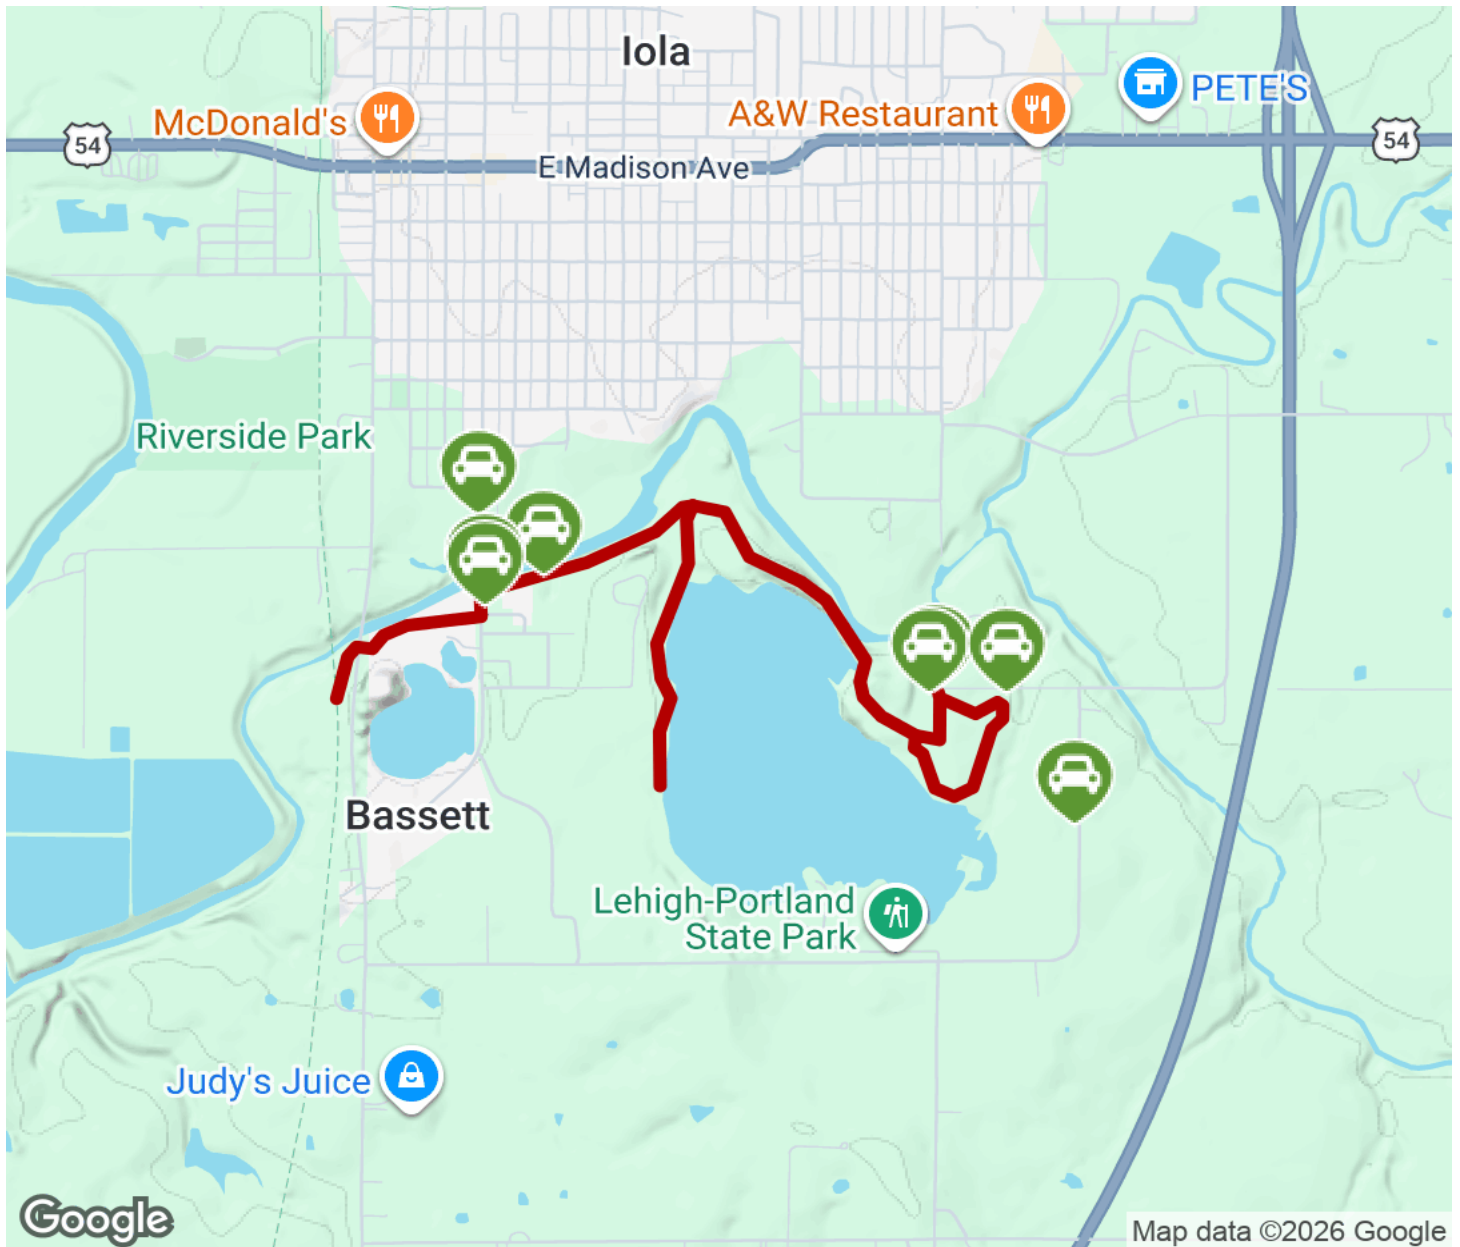 Iola
McDonald's
A&W Restaurant
PETE'S
54
54
E Madison Ave
Riverside Park
Bassett
Lehigh-Portland
State Park
Judy's Juice
Google
Map data ©2026 Google